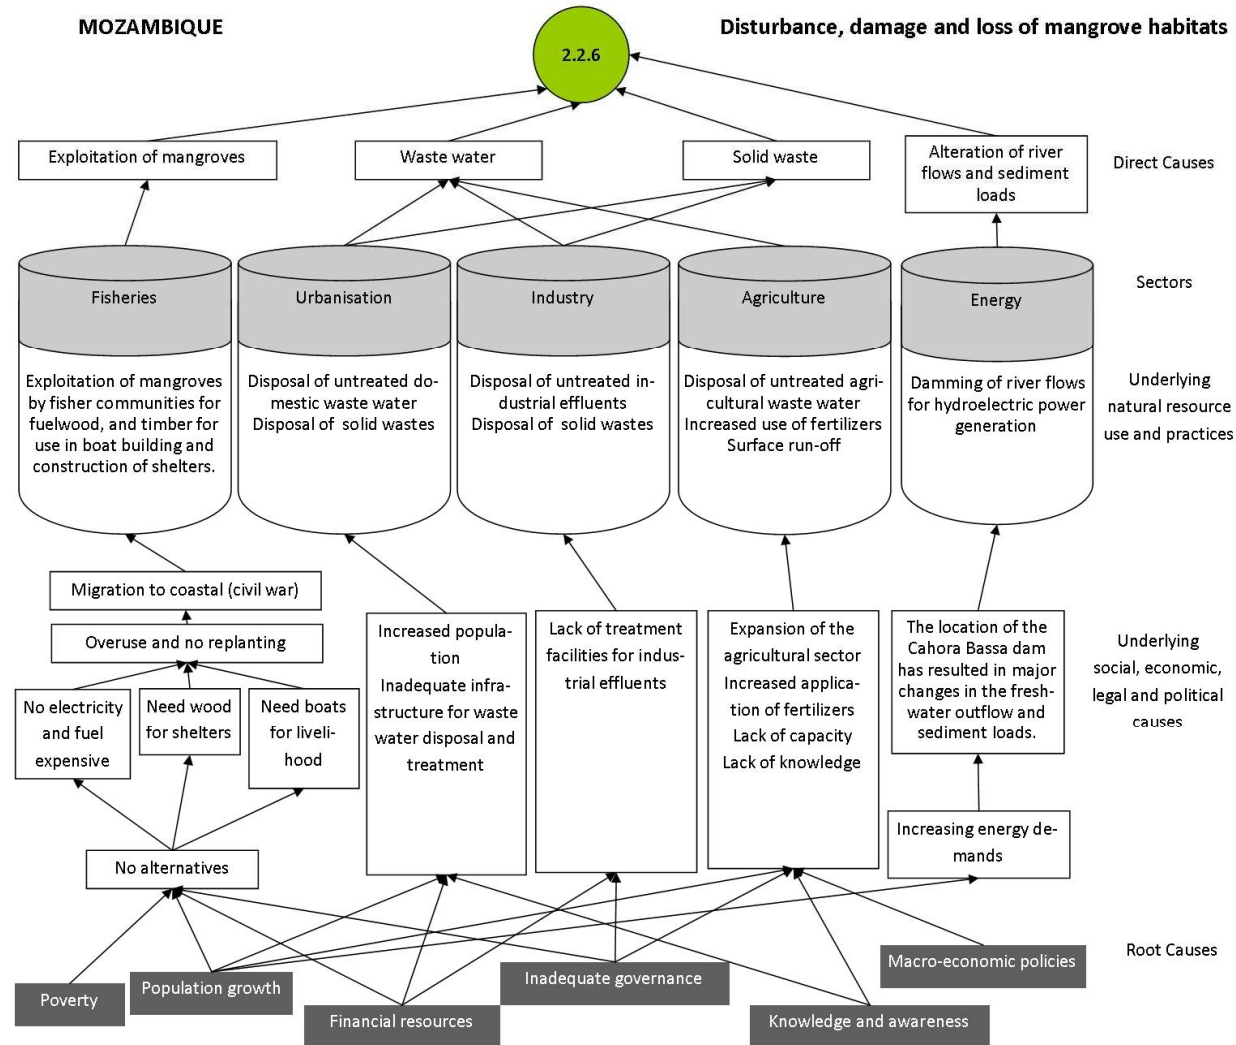 MOZAMBIQUE
Disturbance, damage and loss of mangrove habitats
2.2.6
Exploitation of mangroves
Waste water
Solid waste
Alteration of river
flows and sediment
loads
Direct Causes
Fisheries
Urbanisation
Industry
Agriculture
Energy
Sectors
Exploitation of mangroves
by fisher communities for
fuelwood, and timber for
use in boat building and
construction of shelters.
Disposal of untreated do-
mestic waste water
Disposal of solid wastes
Disposal of untreated in-
dustrial effluents
Disposal of solid wastes
Disposal of untreated agri-
cultural waste water
Increased use of fertilizers
Surface run-off
Damming of river flows
for hydroelectric power
generation
Underlying
natural resource
use and practices
Migration to coastal (civil war)
Overuse and no replanting
No electricity
and fuel
expensive
Need wood
for shelters
Need boats
for liveli-
hood
No alternatives
Increased popula-
tion
Inadequate infra-
structure for waste
water disposal and
treatment
Lack of treatment
facilities for indus-
trial effluents
Expansion of the
agricultural sector
Increased applica-
tion of fertilizers
Lack of capacity
Lack of knowledge
The location of the
Cahora Bassa dam
has resulted in major
changes in the fresh-
water outflow and
sediment loads.
Increasing energy de-
mands
Underlying
social, economic,
legal and political
causes
Poverty
Population growth
Financial resources
Inadequate governance
Knowledge and awareness
Macro-economic policies
Root Causes